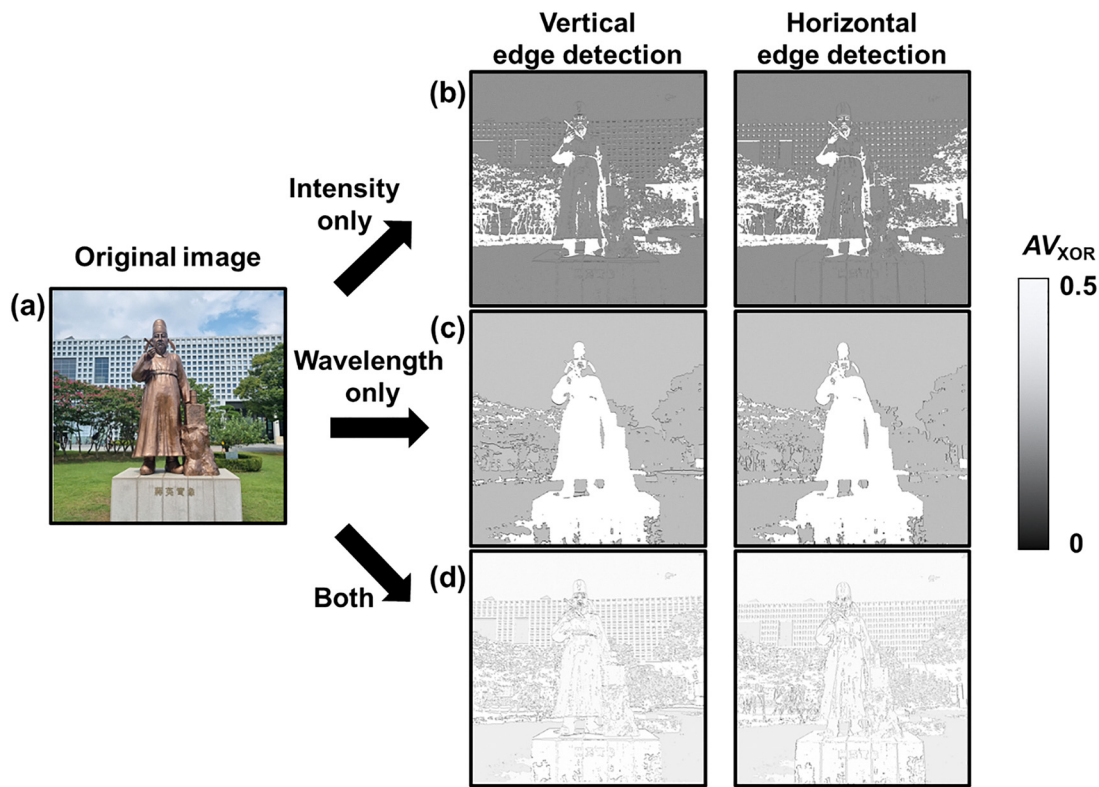 Vertical
edge detection
Horizontal
edge detection
(b)
Intensity
only
Original image
(a)
AVXOR
0.5
0
(c)
Wavelength
only
(d)
Both